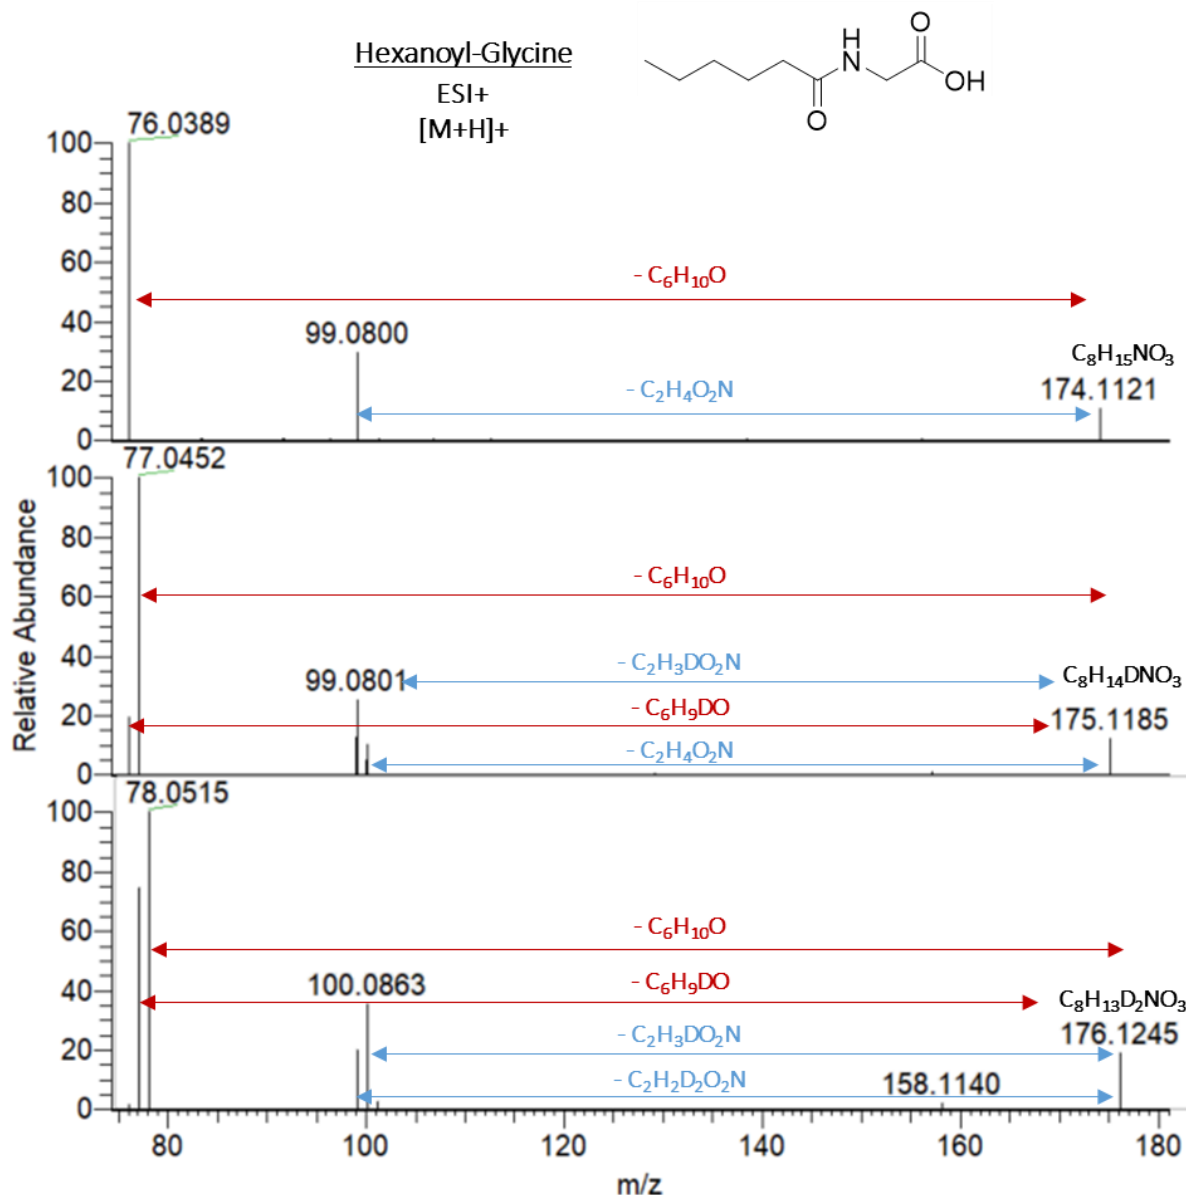 Hexanoyl-Glycine
ESI+
[M+H]+
H
N
O
OH
O
Relative Abundance
76.0389
100
80
60
40
20
0
- C₆H₁₀O
99.0800
- C₂H₄O₂N
C₈H₁₅NO₃
174.1121
77.0452
100
80
60
40
20
0
- C₆H₁₀O
- C₂H₃DO₂N
99.0801
C₈H₁₄DNO₃
- C₆H₉DO
175.1185
- C₂H₄O₂N
78.0515
100
80
60
40
20
0
- C₆H₁₀O
- C₆H₉DO
100.0863
C₈H₁₃D₂NO₃
- C₂H₃DO₂N
176.1245
- C₂H₂D₂O₂N
158.1140
80 100 120 140 160 180
m/z